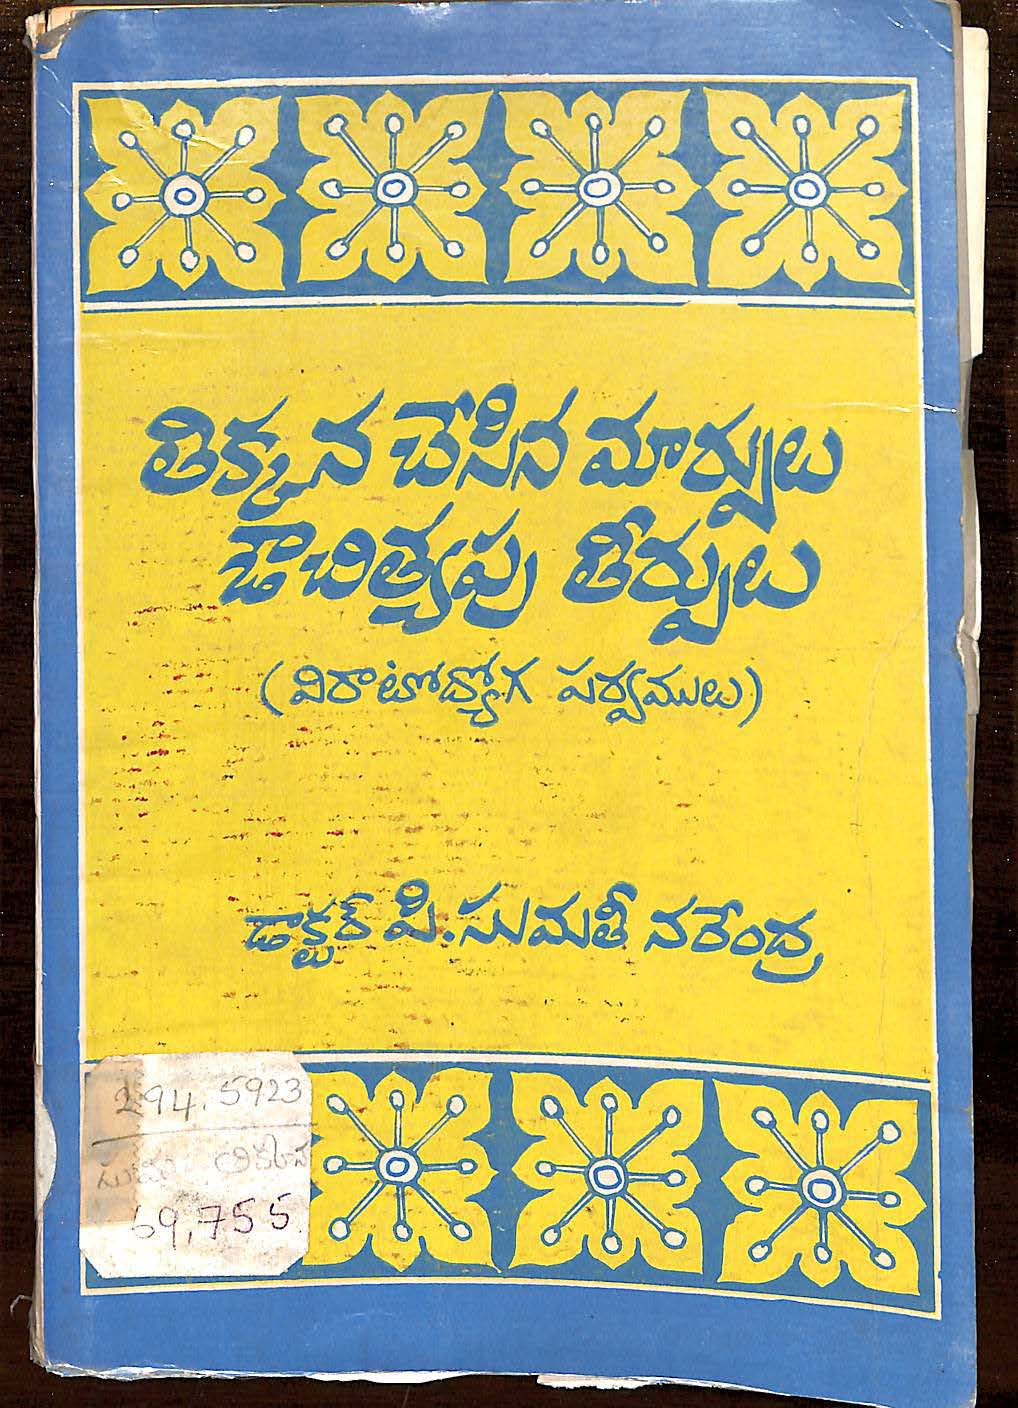 తిక్కన చేసిన మార్పులు
ఔచిత్యపు తీర్పులు
(విరాటోద్యోగ పర్వములు)
డాక్టర్ పి. సుమతీ నరేంద్ర
294.5923
69,755